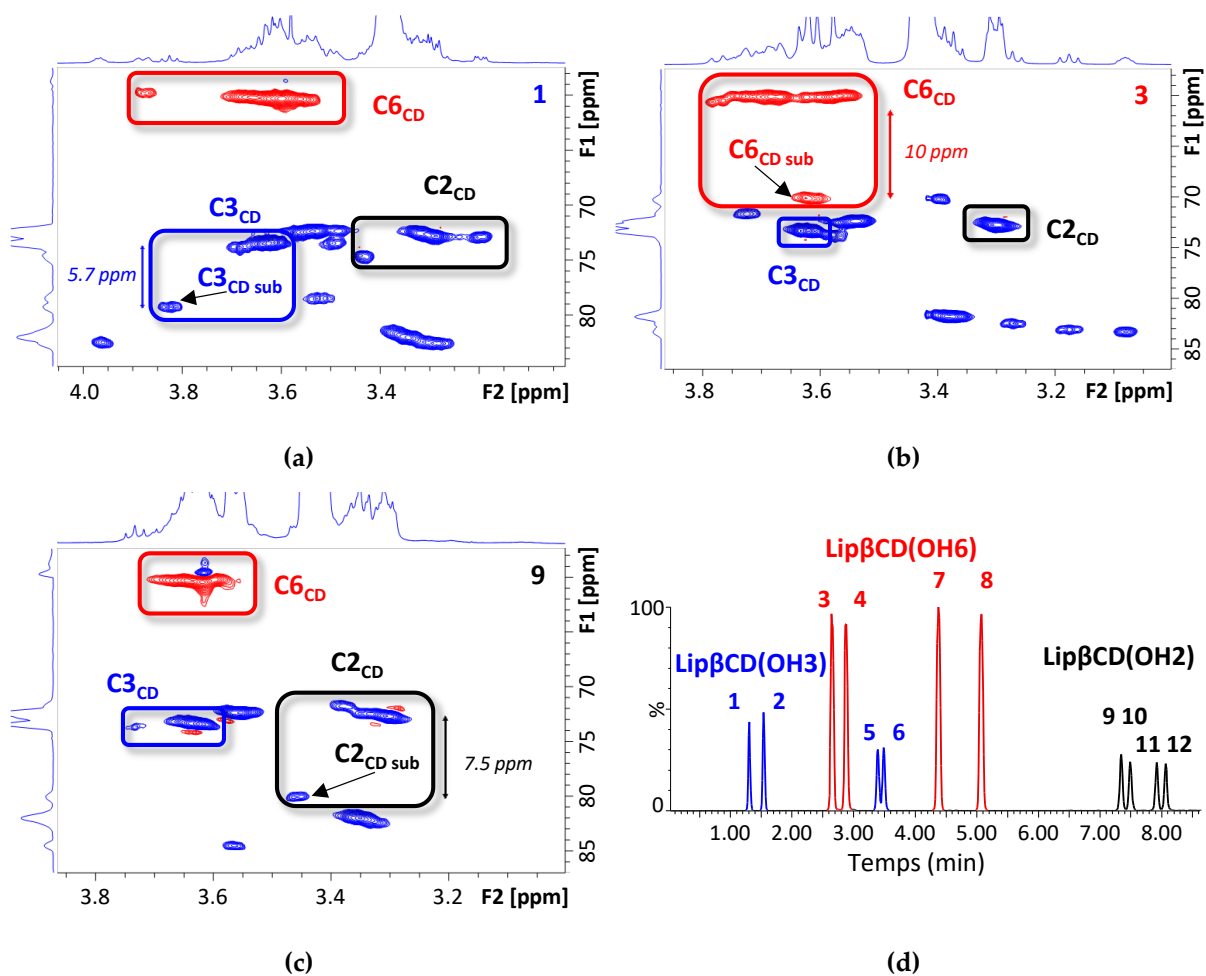 1
C6CD
C2CD
C3CD
C3CD sub
5.7 ppm
70
75
80
F1 [ppm]
4.0 3.8 3.6 3.4 F2 [ppm]
(a)
3
C6CD
C6CD sub
10 ppm
C2CD
C3CD
70
75
80
85
F1 [ppm]
3.8 3.6 3.4 3.2 F2 [ppm]
(b)
9
C6CD
C3CD
C2CD
C2CD sub
7.5 ppm
70
75
80
85
F1 [ppm]
3.8 3.6 3.4 3.2 F2 [ppm]
(c)
LipβCD(OH6)
3 4 7 8
LipβCD(OH3)
1 2 5 6
LipβCD(OH2)
9 10
11 12
100
%
0
1.00 2.00 3.00 4.00 5.00 6.00 7.00 8.00
Temps (min)
(d)